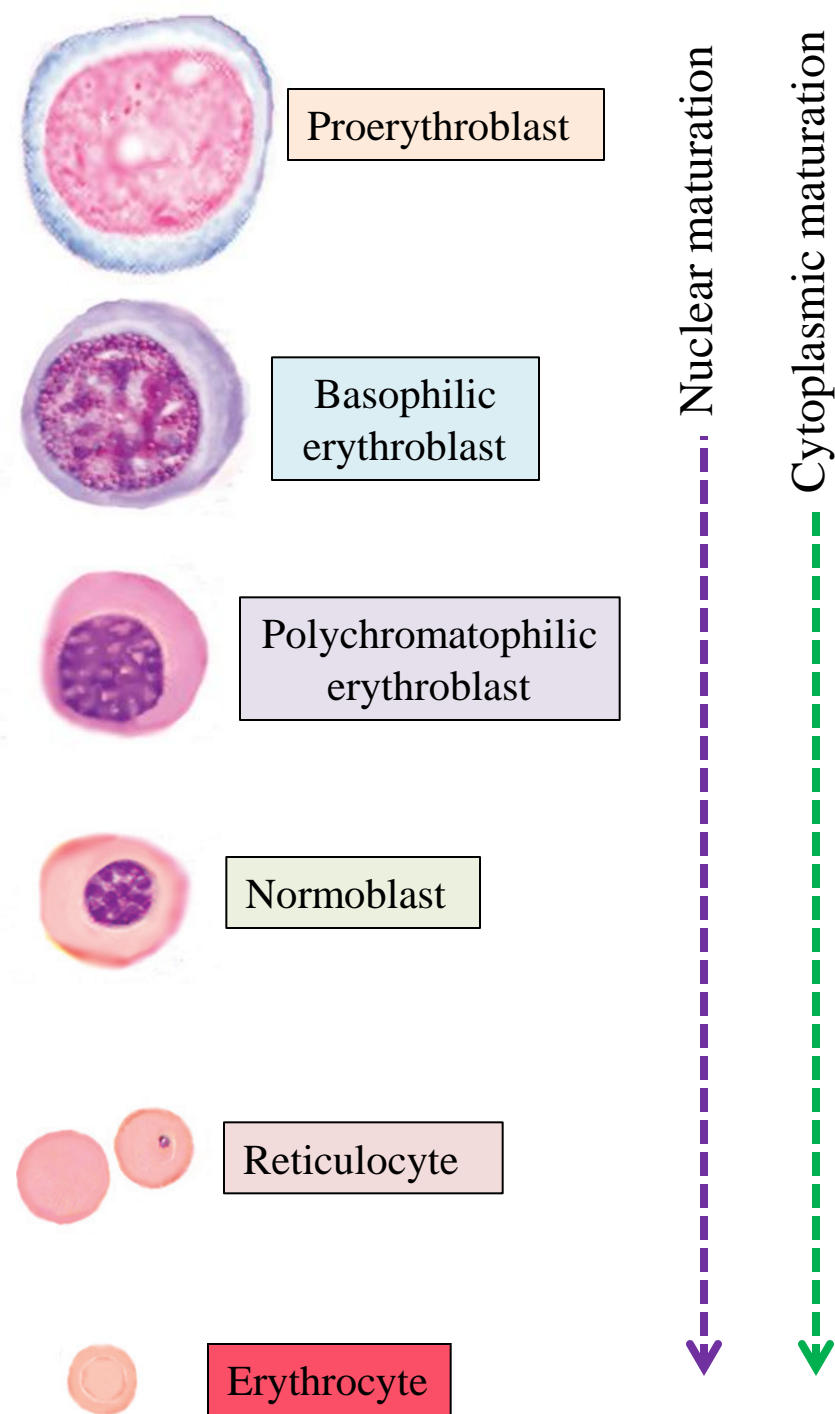 Proerythroblast
Basophilic
erythroblast
Polychromatophilic
erythroblast
Normoblast
Reticulocyte
Erythrocyte
Nuclear maturation
Cytoplasmic maturation